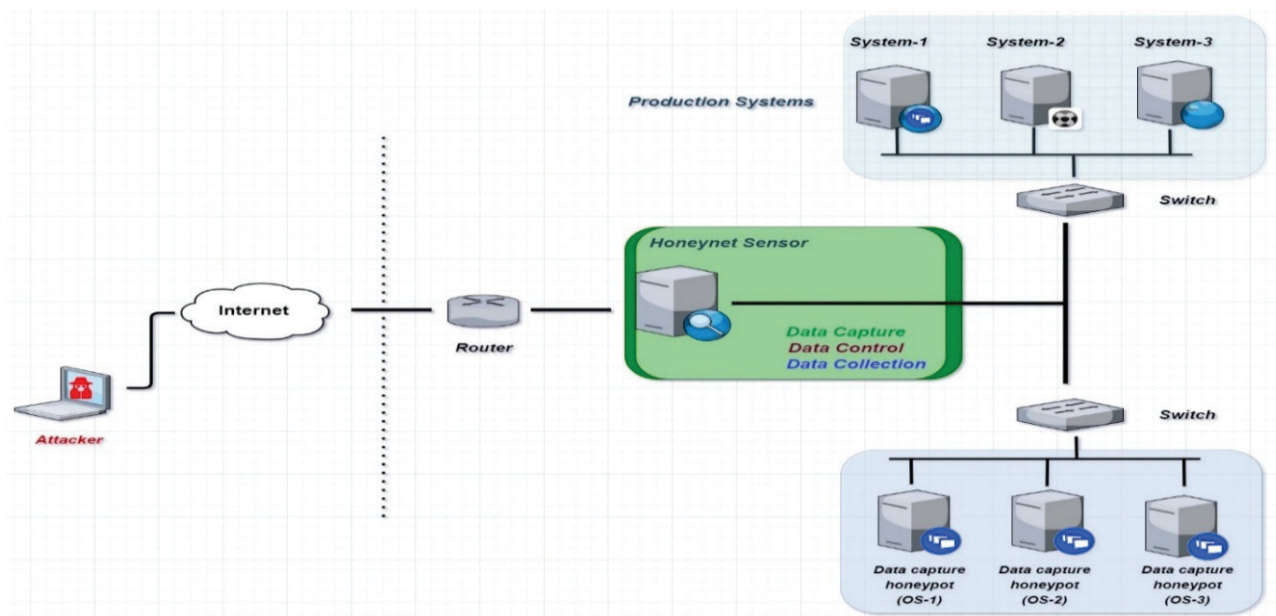 System-1
System-2
System-3
Production Systems
Switch
Honeynet Sensor
Internet
Data Capture
Data Control
Data Collection
Router
Switch
Attacker
Data capture
honeypot
(OS-1)
Data capture
honeypot
(OS-2)
Data capture
honeypot
(OS-3)